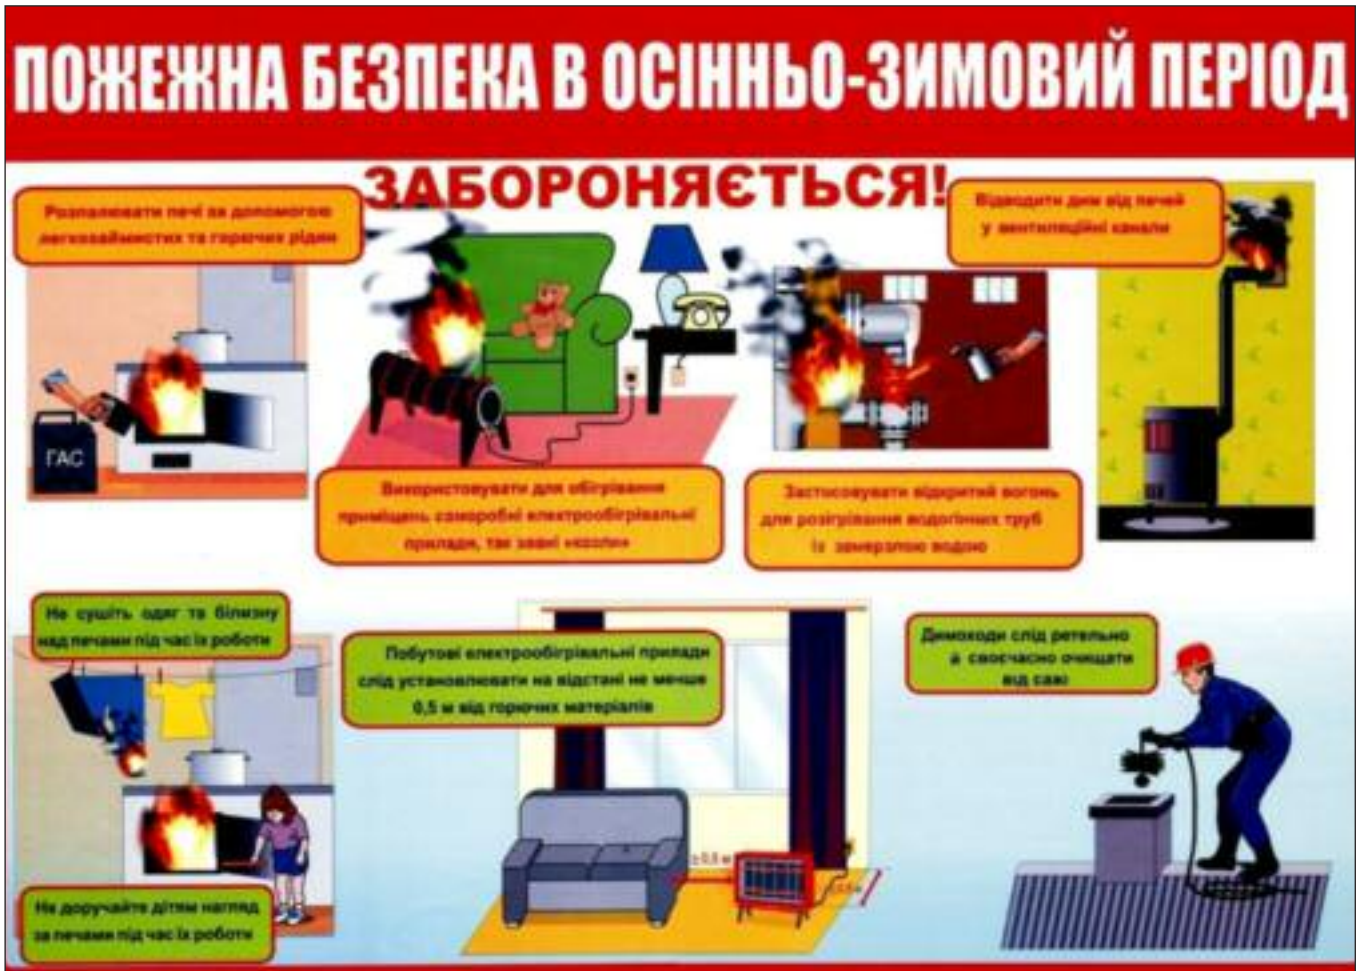 ПОЖЕЖНА БЕЗПЕКА В ОСІННЬО-ЗИМОВИЙ ПЕРІОД
ЗАБОРОНЯЄТЬСЯ!
Розпалювати печі за допомогою
легкозаймистих та горючих рідин
Відводити дим від печей
у вентиляційні канали
ГАС
Використовувати для обігрівання
приміщень саморобні електрообігрівальні
прилади, так звані «козли»
Застосовувати відкритий вогонь
для розігрівання водогінних труб
із замерзлою водою
Не сушіть одяг та білизну
над печами під час їх роботи
Побутові електрообігрівальні прилади
слід установлювати на відстані не менше
0,5 м від горючих матеріалів
Димоходи слід ретельно
й своєчасно очищати
від сажі
≥0,5 м
Не доручайте дітям нагляд
за печами під час їх роботи